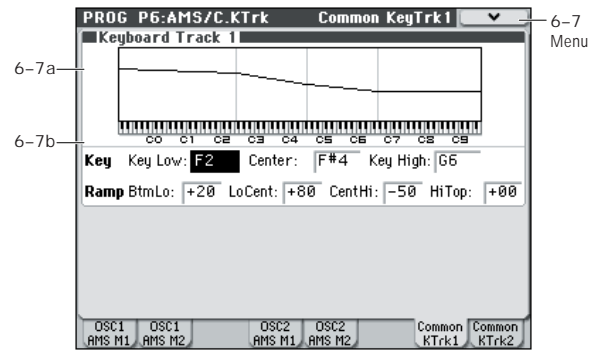 PROG P6:AMS/C.KTrk Common KeyTrk1
6–7
Menu
Keyboard Track 1
6–7a
C0 C1 C2 C3 C4 C5 C6 C7 C8 C9
6–7b
Key Key Low: F2 Center: F#4 Key High: G6
Ramp BtmLo: +20 LoCent: +80 CentHi: -50 HiTop: +00
OSC1 AMS M1
OSC1 AMS M2
OSC2 AMS M1
OSC2 AMS M2
Common KTrk1
Common KTrk2